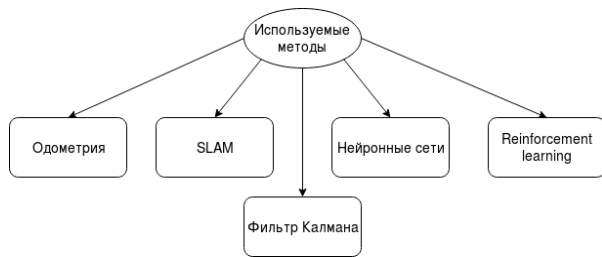 Используемые
методы
Одометрия
SLAM
Нейронные сети
Reinforcement
learning
Фильтр Калмана